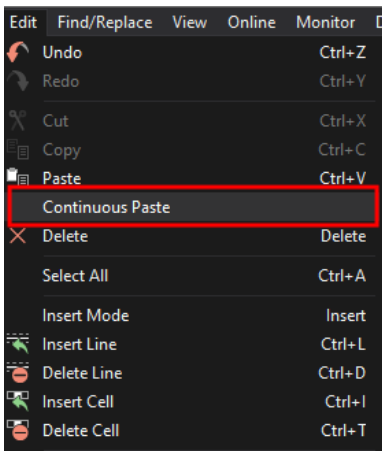 Edit Find/Replace View Online Monitor
Undo Ctrl+Z
Redo Ctrl+Y
Cut Ctrl+X
Copy Ctrl+C
Paste Ctrl+V
Continuous Paste
Delete Delete
Select All Ctrl+A
Insert Mode Insert
Insert Line Ctrl+L
Delete Line Ctrl+D
Insert Cell Ctrl+I
Delete Cell Ctrl+T